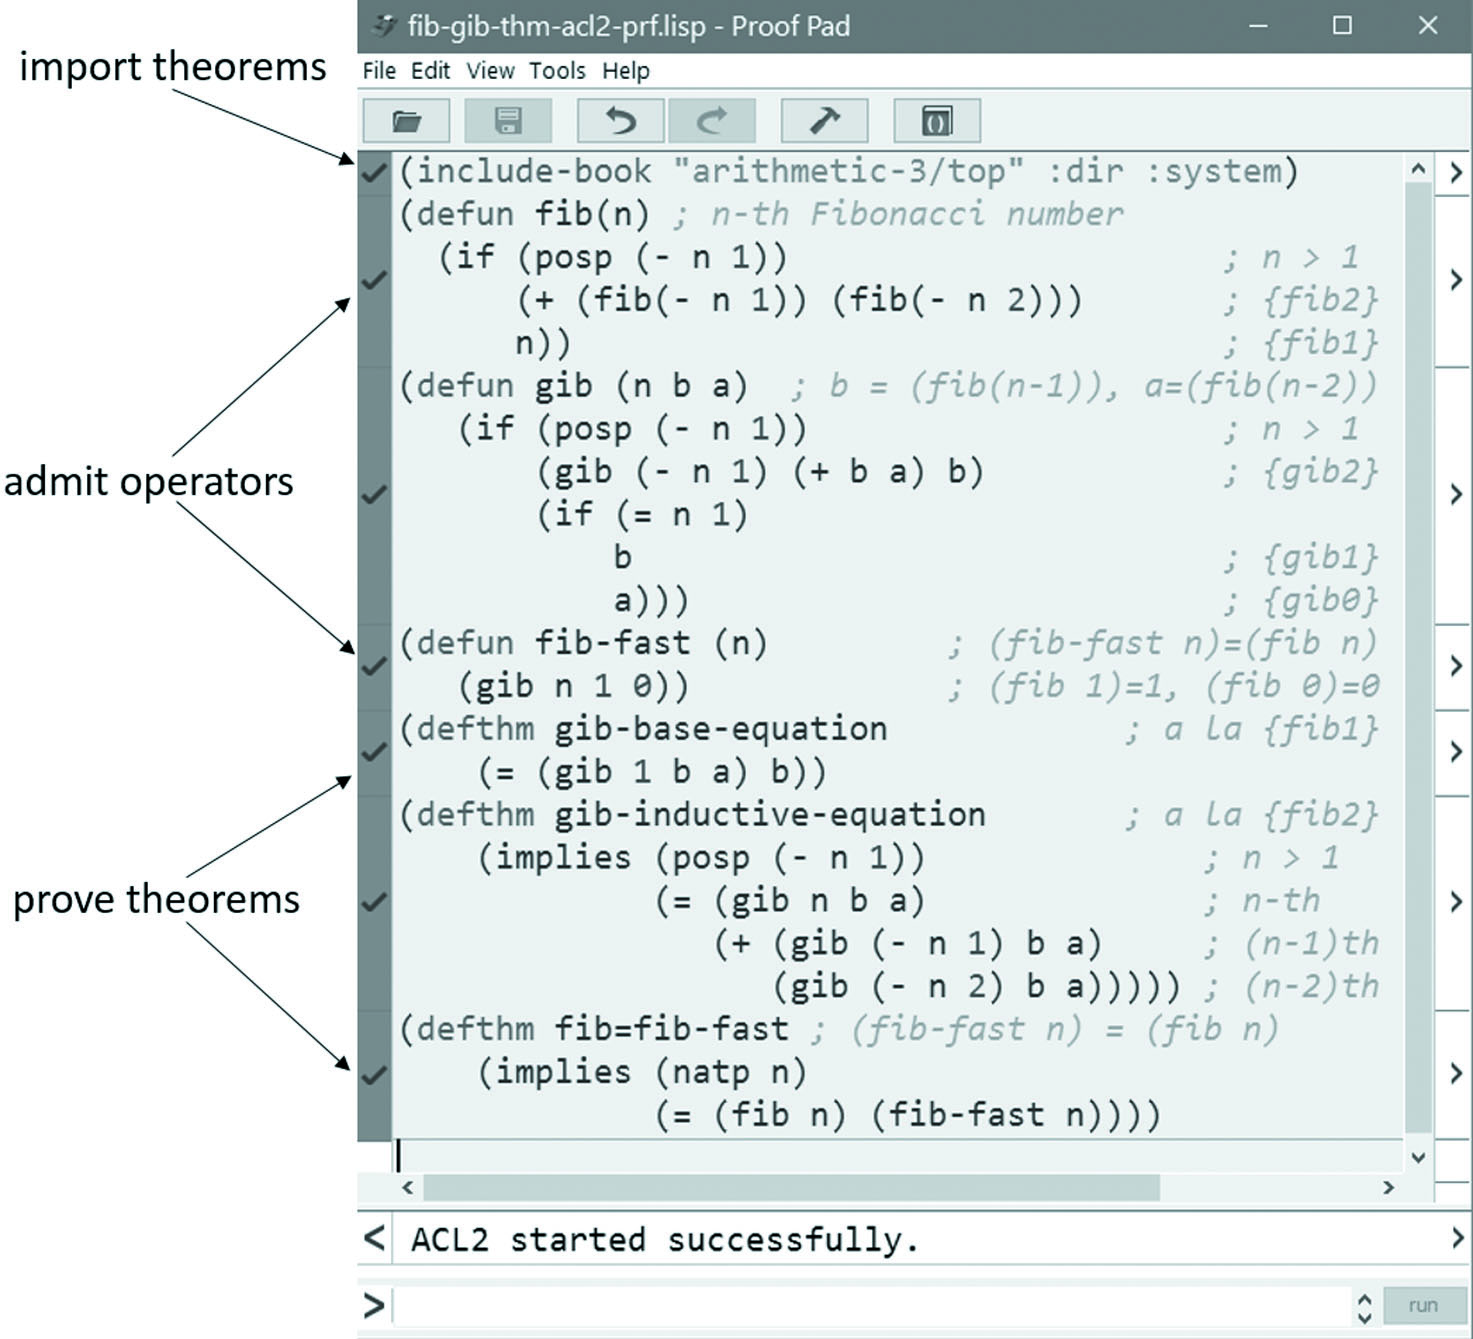 import theorems
admit operators
prove theorems
fib-gib-thm-acl2-prf.lisp - Proof Pad
File Edit View Tools Help
(include-book "arithmetic-3/top" :dir :system)
(defun fib(n) ; n-th Fibonacci number
(if (posp (- n 1)) ; n > 1
(+ (fib(- n 1)) (fib(- n 2))) ; {fib2}
n)) ; {fib1}
(defun gib (n b a) ; b = (fib(n-1)), a=(fib(n-2))
(if (posp (- n 1)) ; n > 1
(gib (- n 1) (+ b a) b) ; {gib2}
(if (= n 1)
b ; {gib1}
a))) ; {gib0}
(defun fib-fast (n) ; (fib-fast n)=(fib n)
(gib n 1 0)) ; (fib 1)=1, (fib 0)=0
(defthm gib-base-equation ; a la {fib1}
(= (gib 1 b a) b))
(defthm gib-inductive-equation ; a la {fib2}
(implies (posp (- n 1)) ; n > 1
(= (gib n b a) ; n-th
(+ (gib (- n 1) b a) ; (n-1)th
(gib (- n 2) b a))))) ; (n-2)th
(defthm fib=fib-fast ; (fib-fast n) = (fib n)
(implies (natp n)
(= (fib n) (fib-fast n))))
ACL2 started successfully.
>
run